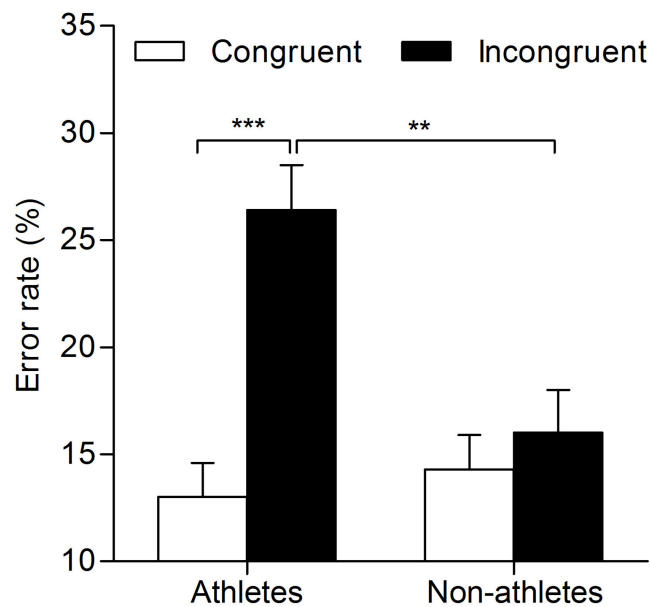 35
Congruent Incongruent
30
*** **
25
Error rate (%)
20
15
10
Athletes Non-athletes